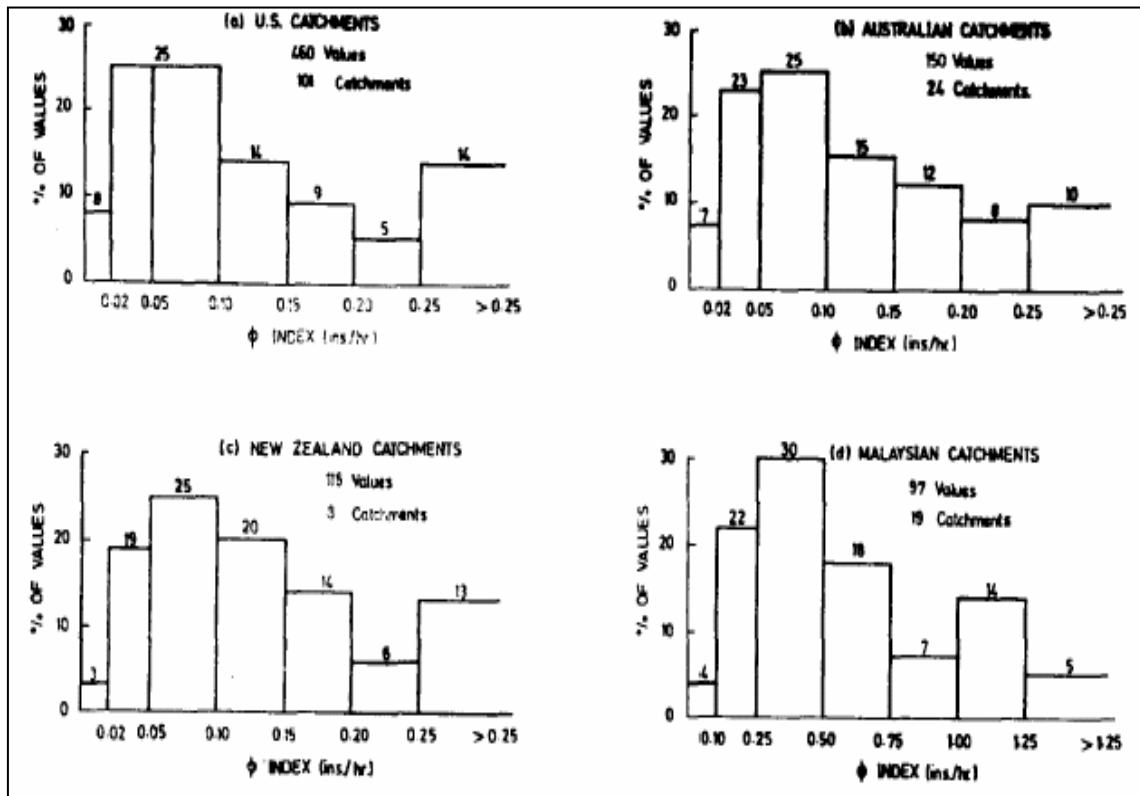 (a) U.S. CATCHMENTS
460 Values
101 Catchments
30
20
10
0
% OF VALUES
8
25
14
9
5
14
0.02 0.05 0.10 0.15 0.20 0.25 >0.25
ϕ INDEX (ins/hr)
(b) AUSTRALIAN CATCHMENTS
150 Values
24 Catchments.
30
20
10
0
% OF VALUES
7
23
25
15
12
8
10
0.02 0.05 0.10 0.15 0.20 0.25 >0.25
ϕ INDEX (ins/hr)
(c) NEW ZEALAND CATCHMENTS
115 Values
3 Catchments
30
20
10
0
% OF VALUES
3
19
25
20
14
6
13
0.02 0.05 0.10 0.15 0.20 0.25 >0.25
ϕ INDEX (ins./hr)
(d) MALAYSIAN CATCHMENTS
97 Values
19 Catchments
30
20
10
0
% OF VALUES
4
22
30
18
7
14
5
0.10 0.25 0.50 0.75 1.00 1.25 >1.25
ϕ INDEX (ins/hr)